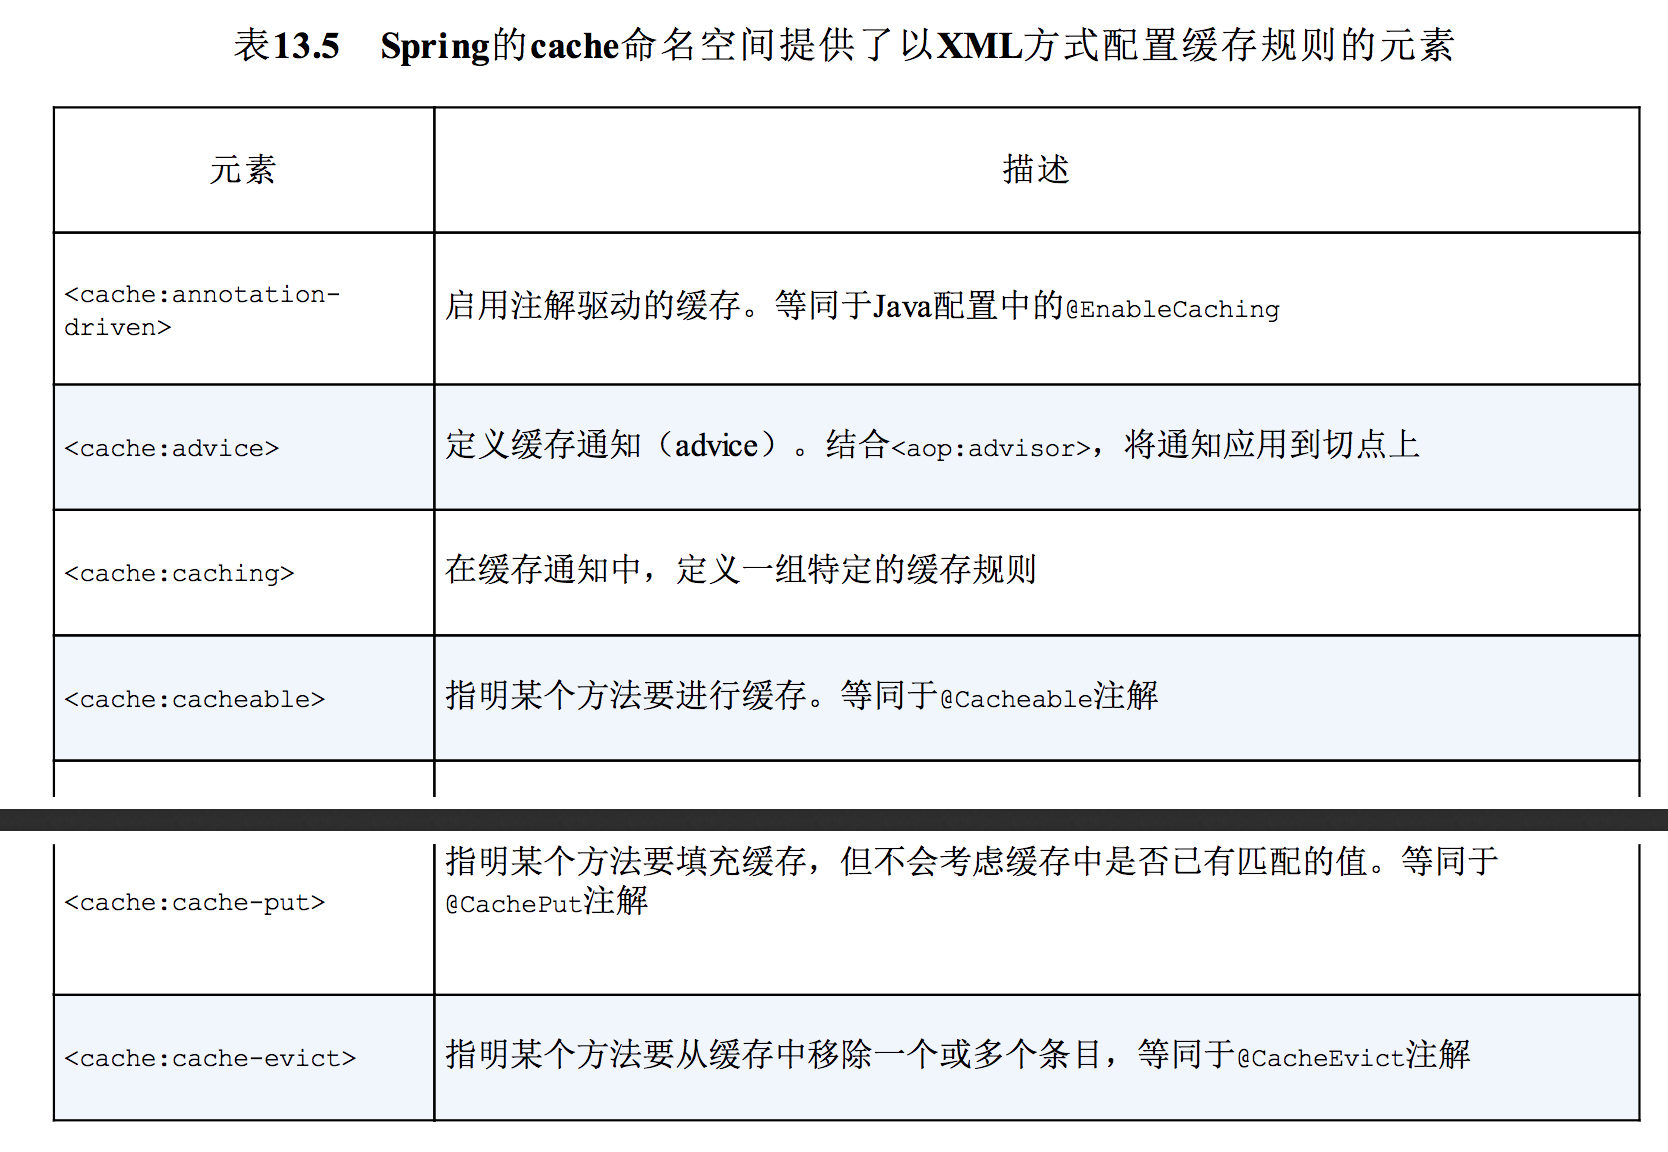 表13.5 Spring的cache命名空间提供了以XML方式配置缓存规则的元素
元素
描述
<cache:annotation-
driven>
启用注解驱动的缓存。等同于Java配置中的@EnableCaching
<cache:advice>
定义缓存通知（advice）。结合<aop:advisor>，将通知应用到切点上
<cache:caching>
在缓存通知中，定义一组特定的缓存规则
<cache:cacheable>
指明某个方法要进行缓存。等同于@Cacheable注解
<cache:cache-put>
指明某个方法要填充缓存，但不会考虑缓存中是否已有匹配的值。等同于
@CachePut注解
<cache:cache-evict>
指明某个方法要从缓存中移除一个或多个条目，等同于@CacheEvict注解